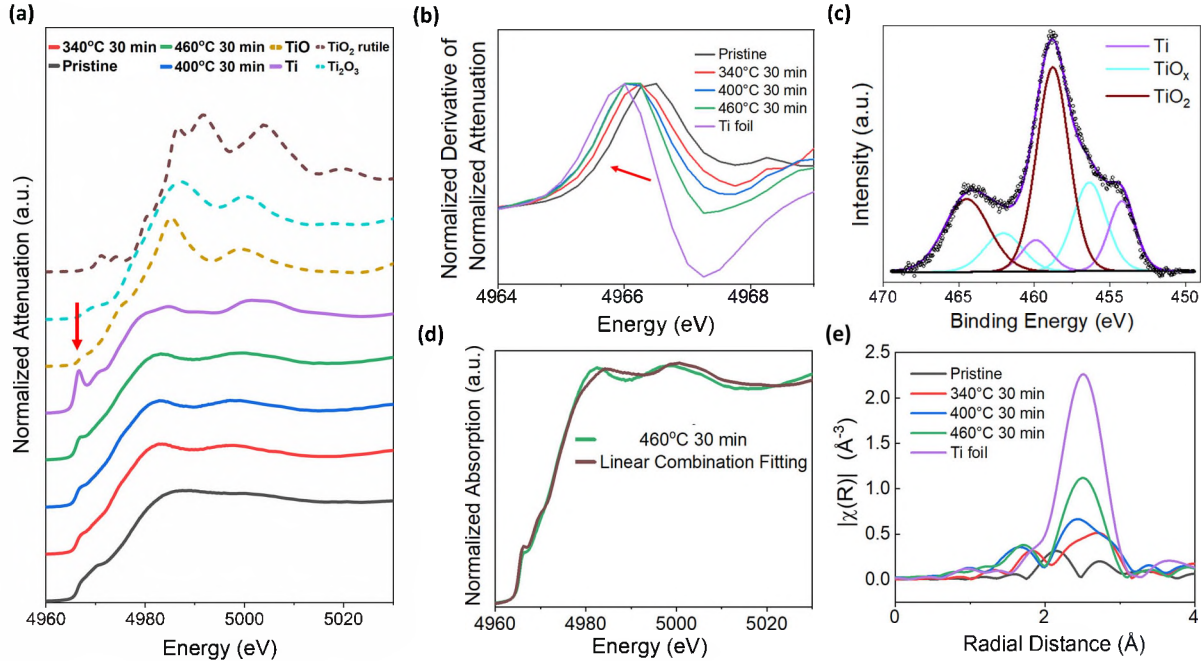 (a)
340°C 30 min
460°C 30 min
TiO
TiO₂ rutile
Pristine
400°C 30 min
Ti
Ti₂O₃
Normalized Attenuation (a.u.)
4960 4980 5000 5020
Energy (eV)
(b)
Pristine
340°C 30 min
400°C 30 min
460°C 30 min
Ti foil
Normalized Derivative of
Normalized Attenuation
4964 4966 4968
Energy (eV)
(c)
Ti
TiOₓ
TiO₂
Intensity (a.u.)
470 465 460 455 450
Binding Energy (eV)
(d)
460°C 30 min
Linear Combination Fitting
Normalized Absorption (a.u.)
4960 4980 5000 5020
Energy (eV)
(e)
Pristine
340°C 30 min
400°C 30 min
460°C 30 min
Ti foil
|χ(R)| (Å⁻³)
2.5
2.0
1.5
1.0
0.5
0.0
0 2 4
Radial Distance (Å)